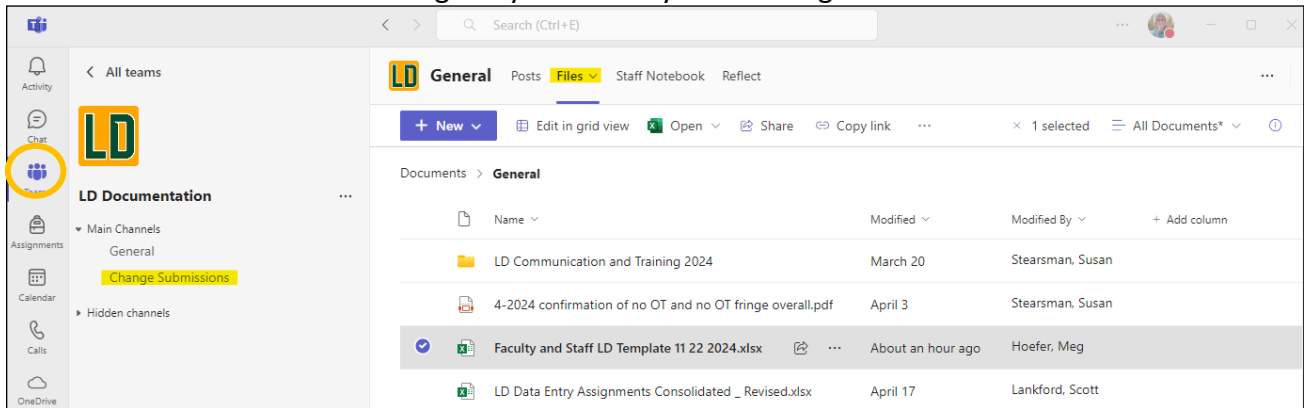 Search (Ctrl+E)
Activity
Chat
Teams
Assignments
Calendar
Calls
OneDrive
All teams
LD
LD Documentation
Main Channels
General
Change Submissions
Hidden channels
LD General Posts Files Staff Notebook Reflect
+ New Edit in grid view Open Share Copy link ... × 1 selected All Documents*
Documents > General
Name Modified Modified By + Add column
LD Communication and Training 2024 March 20 Stearsman, Susan
4-2024 confirmation of no OT and no OT fringe overall.pdf April 3 Stearsman, Susan
Faculty and Staff LD Template 11 22 2024.xlsx ... About an hour ago Hoefer, Meg
LD Data Entry Assignments Consolidated _ Revised.xlsx April 17 Lankford, Scott